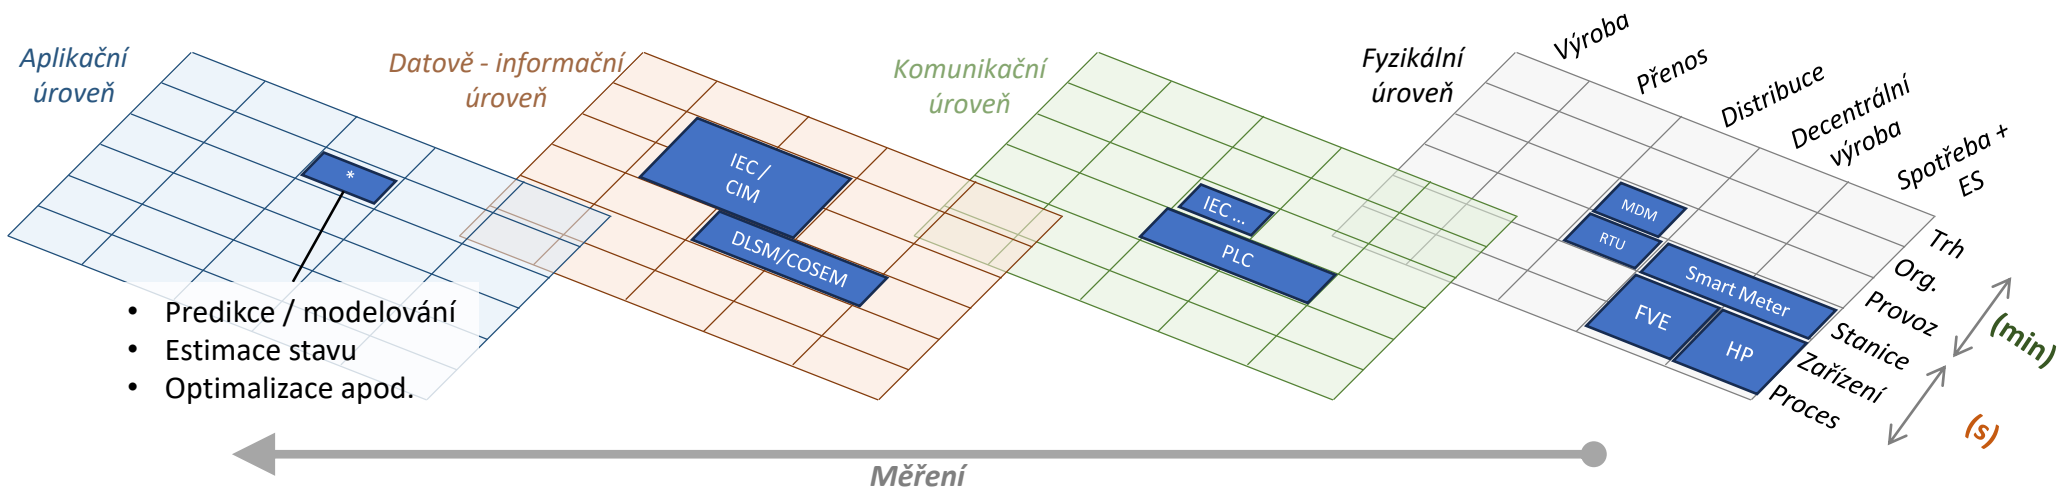 Aplikační
úroveň
Datově - informační
úroveň
Komunikační
úroveň
Fyzikální
úroveň
Výroba
Přenos
Distribuce
Decentrální
výroba
Spotřeba +
ES
*
IEC /
CIM
DLSM/COSEM
IEC ...
PLC
MDM
RTU
Smart Meter
FVE
HP
Trh
Org.
Provoz
Stanice
Zařízení
Proces
(min)
(s)
• Predikce / modelování
• Estimace stavu
• Optimalizace apod.
Měření